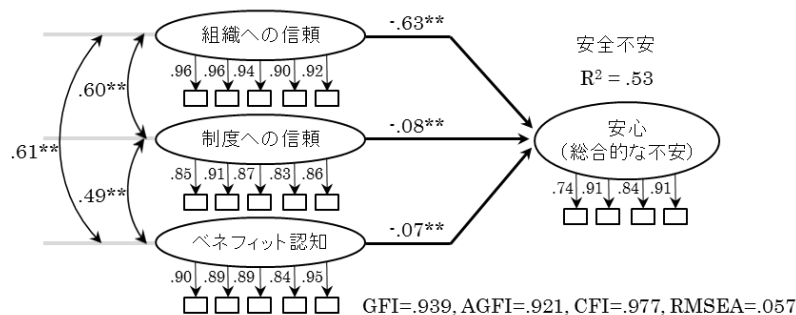 組織への信頼
-.63**
安全不安
R² = .53
.96 .96 .94 .90 .92
.60**
制度への信頼
-.08**
安心
(総合的な不安)
.61**
.85 .91 .87 .83 .86
.74 .91 .84 .91
.49**
ベネフィット認知
-.07**
.90 .89 .89 .84 .95
GFI=.939, AGFI=.921, CFI=.977, RMSEA=.057